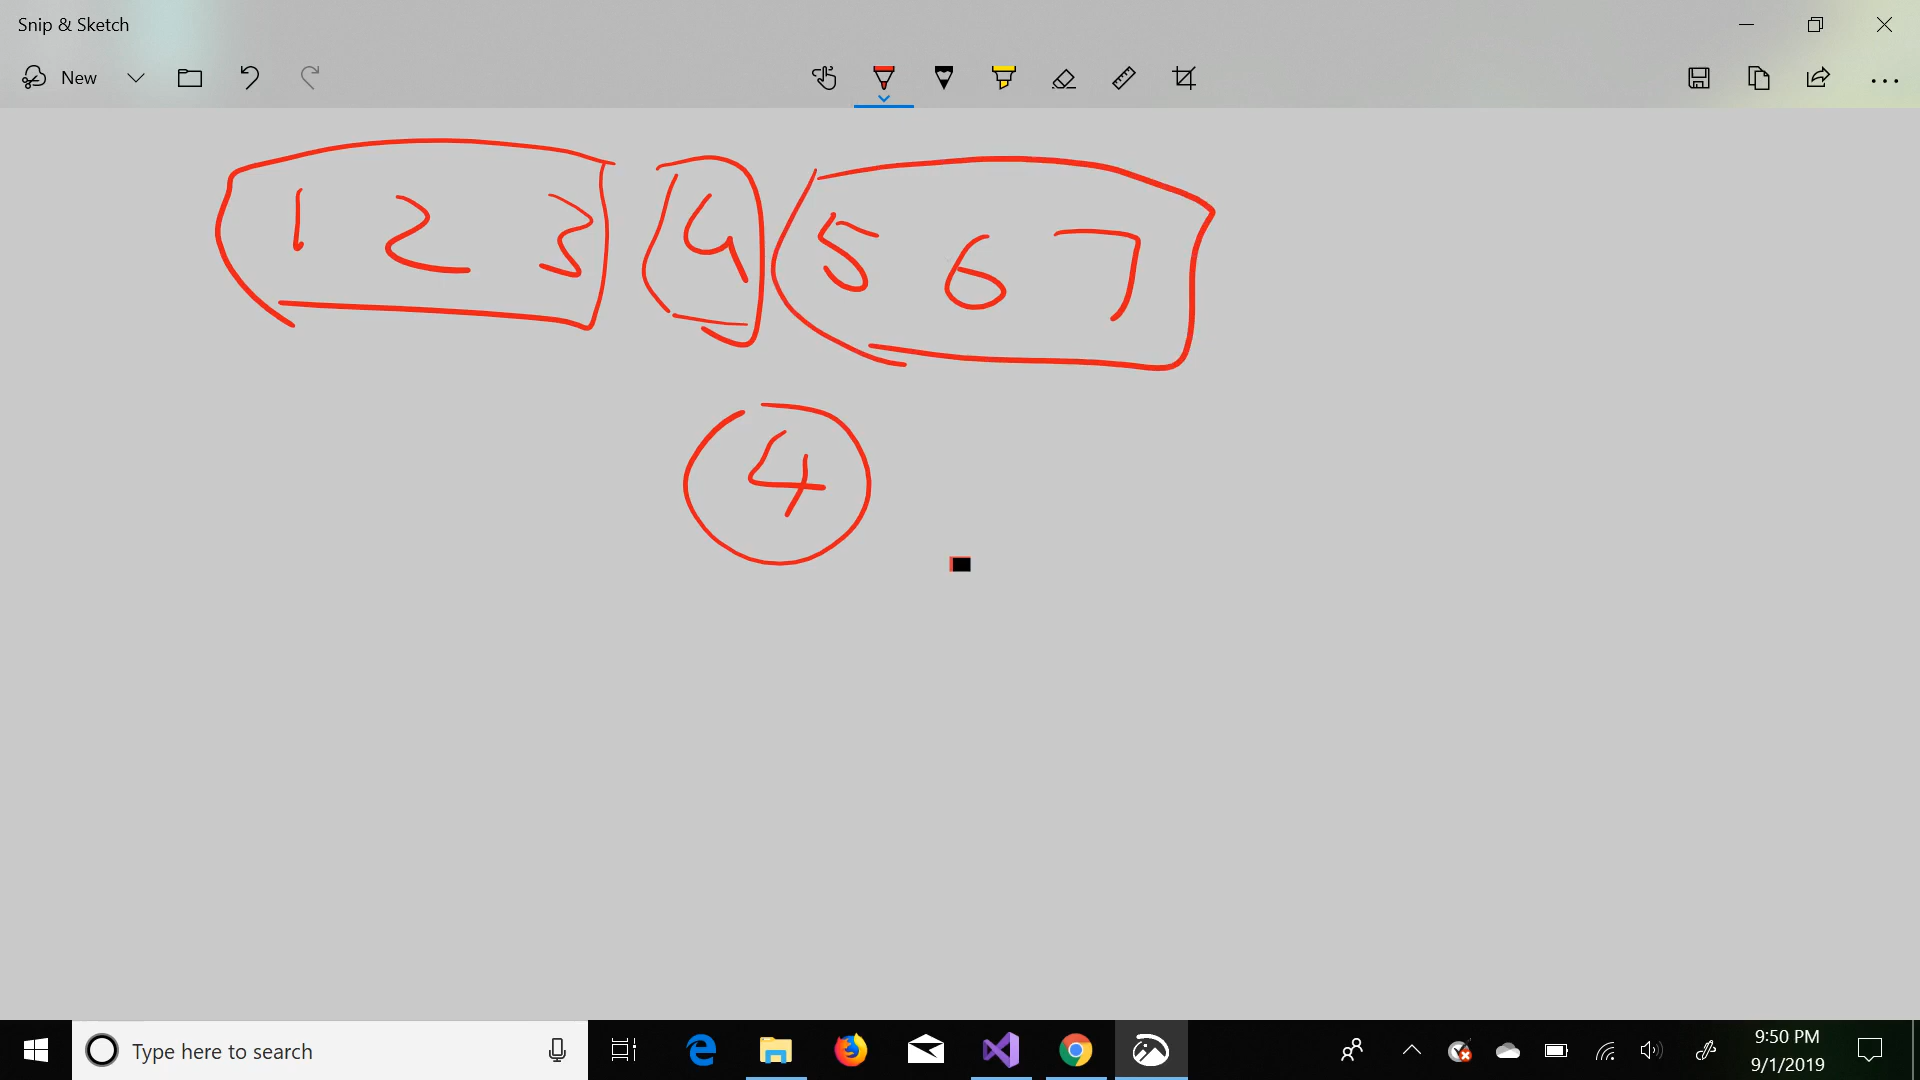 Snip & Sketch
New
1 2 3 4 5 6 7
4
Type here to search
9:50 PM
9/1/2019